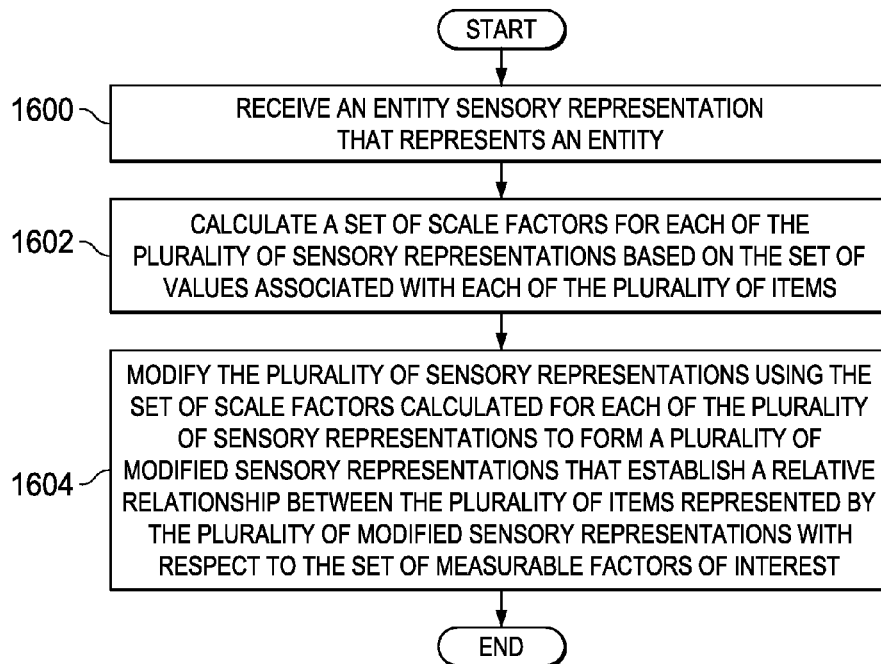 START
1600
RECEIVE AN ENTITY SENSORY REPRESENTATION
THAT REPRESENTS AN ENTITY
1602
CALCULATE A SET OF SCALE FACTORS FOR EACH OF THE
PLURALITY OF SENSORY REPRESENTATIONS BASED ON THE SET OF
VALUES ASSOCIATED WITH EACH OF THE PLURALITY OF ITEMS
1604
MODIFY THE PLURALITY OF SENSORY REPRESENTATIONS USING THE
SET OF SCALE FACTORS CALCULATED FOR EACH OF THE PLURALITY
OF SENSORY REPRESENTATIONS TO FORM A PLURALITY OF
MODIFIED SENSORY REPRESENTATIONS THAT ESTABLISH A RELATIVE
RELATIONSHIP BETWEEN THE PLURALITY OF ITEMS REPRESENTED BY
THE PLURALITY OF MODIFIED SENSORY REPRESENTATIONS WITH
RESPECT TO THE SET OF MEASURABLE FACTORS OF INTEREST
END